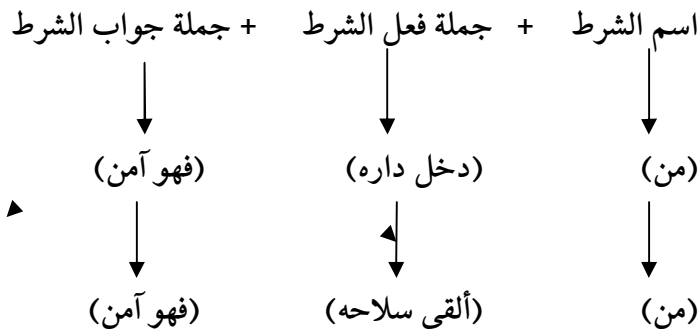 اسم الشرط + جملة فعل الشرط + جملة جواب الشرط
(من) (دخل داره) (فهو آمن)
(من) (ألقى سلاحه) (فهو آمن)